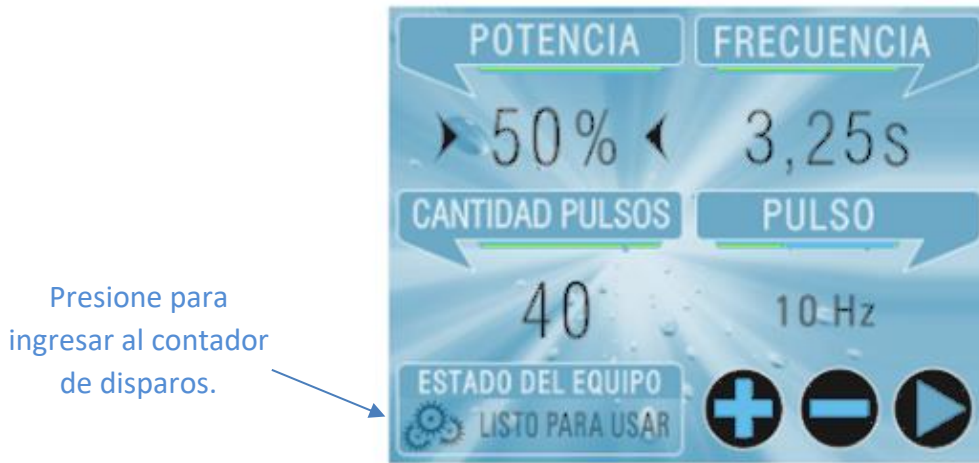 POTENCIA
FRECUENCIA
50%
3,25s
CANTIDAD PULSOS
PULSO
40
10 Hz
Presione para
ingresar al contador
de disparos.
ESTADO DEL EQUIPO
LISTO PARA USAR